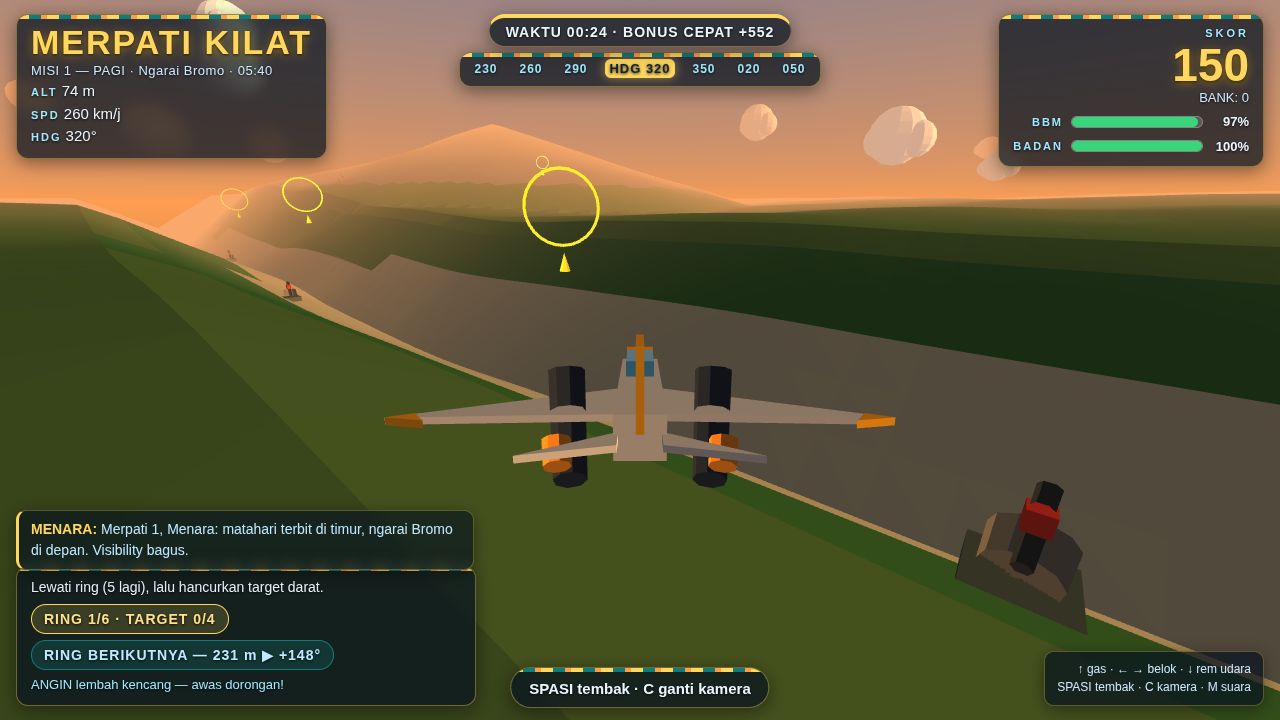 MERPATI KILAT
MISI 1 — PAGI · Ngarai Bromo · 05:40
ALT 74 m
SPD 260 km/j
HDG 320°
WAKTU 00:24 · BONUS CEPAT +552
230 260 290 HDG 320 350 020 050
SKOR
150
BANK: 0
BBM 97%
BADAN 100%
MENARA: Merpati 1, Menara: matahari terbit di timur, ngarai Bromo
di depan. Visibility bagus.
Lewati ring (5 lagi), lalu hancurkan target darat.
RING 1/6 · TARGET 0/4
RING BERIKUTNYA — 231 m ▶ +148°
ANGIN lembah kencang — awas dorongan!
SPASI tembak · C ganti kamera
↑ gas · ← → belok · ↓ rem udara
SPASI tembak · C kamera · M suara